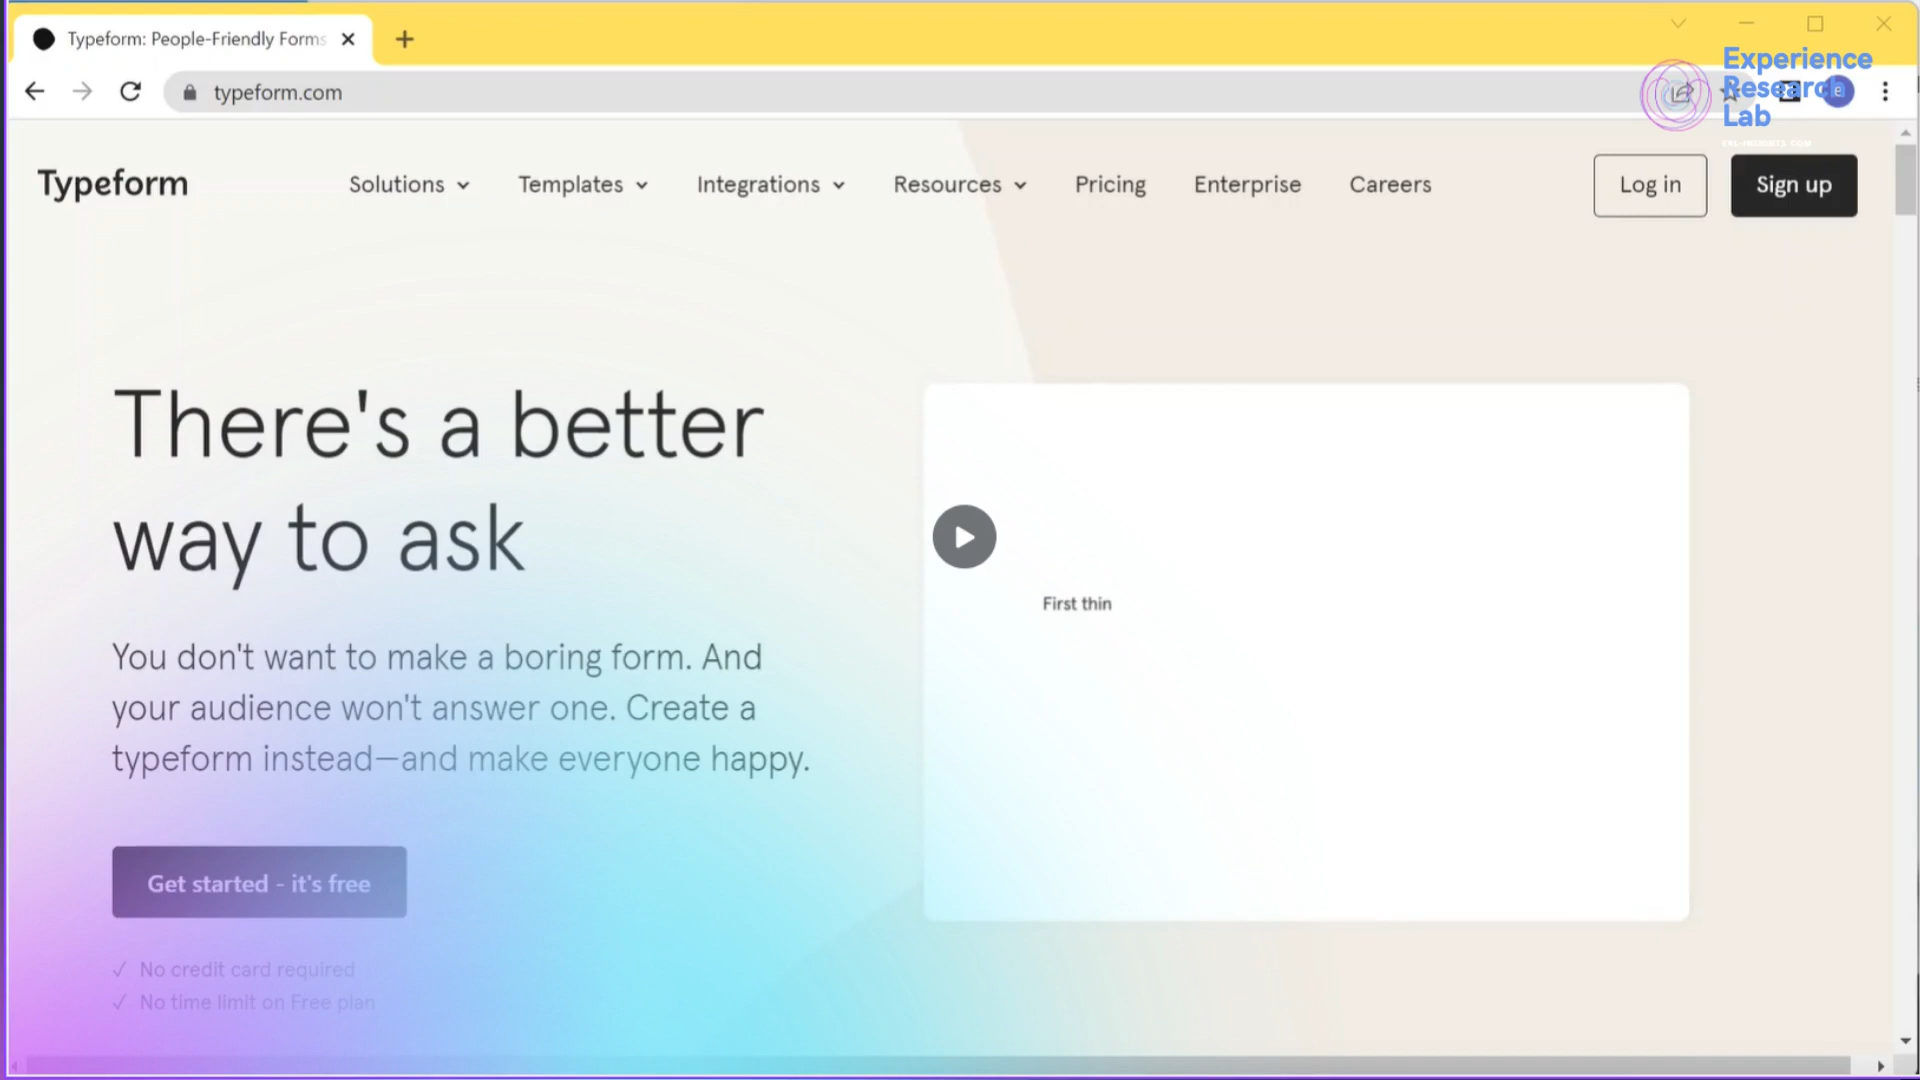 Typeform: People-Friendly Forms
typeform.com
Experience
Research
Lab
Typeform
Solutions
Templates
Integrations
Resources
Pricing
Enterprise
Careers
Log in
Sign up
There's a better
way to ask
You don't want to make a boring form. And
your audience won't answer one. Create a
typeform instead—and make everyone happy.
First thin
Get started - it's free
✓ No credit card required
✓ No time limit on Free plan